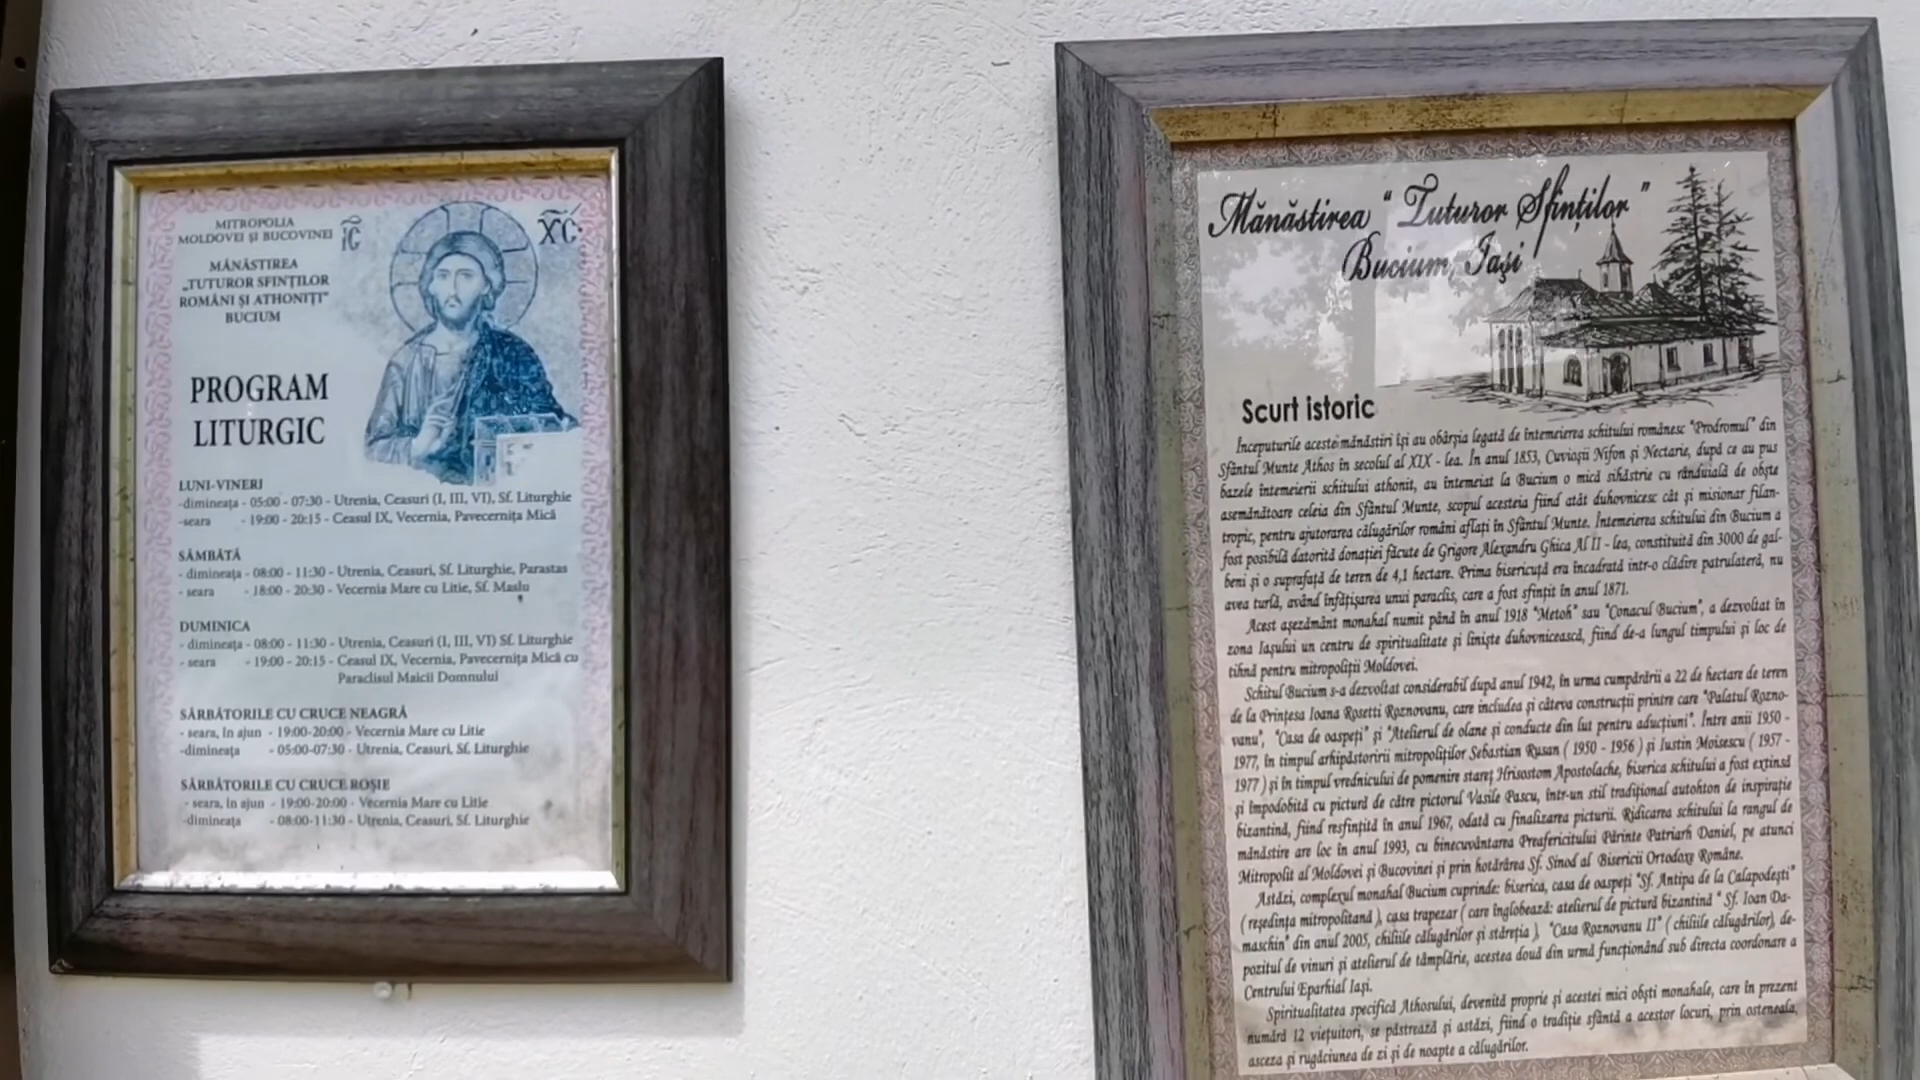 MITROPOLIA
MOLDOVEI ȘI BUCOVINEI
MĂNĂSTIREA
„TUTUROR SFINȚILOR
ROMÂNI ȘI ATHONIȚI”
BUCIUM
IC
XC
PROGRAM
LITURGIC
LUNI-VINERI
-dimineața - 05:00 - 07:30 - Utrenia, Ceasuri (I, III, VI), Sf. Liturghie
-seara - 19:00 - 20:15 - Ceasul IX, Vecernia, Pavecernița Mică
SÂMBĂTĂ
- dimineața - 08:00 - 11:30 - Utrenia, Ceasuri, Sf. Liturghie, Parastas
- seara - 18:00 - 20:30 - Vecernia Mare cu Litie, Sf. Maslu
DUMINICA
- dimineața - 08:00 - 11:30 - Utrenia, Ceasuri (I, III, VI) Sf. Liturghie
- seara - 19:00 - 20:15 - Ceasul IX, Vecernia, Pavecernița Mică cu
Paraclisul Maicii Domnului
SĂRBĂTORILE CU CRUCE NEAGRĂ
- seara, în ajun - 19:00-20:00 - Vecernia Mare cu Litie
-dimineața - 05:00-07:30 - Utrenia, Ceasuri, Sf. Liturghie
SĂRBĂTORILE CU CRUCE ROȘIE
- seara, în ajun - 19:00-20:00 - Vecernia Mare cu Litie
-dimineața - 08:00-11:30 - Utrenia, Ceasuri, Sf. Liturghie
Mănăstirea “Tuturor Sfinților”
Bucium, Iași
Scurt istoric
Începuturile acestei mănăstiri își au obârșia legată de întemeierea schitului românesc “Prodromul” din
Sfântul Munte Athos în secolul al XIX - lea. În anul 1853, Cuvioșii Nifon și Nectarie, după ce au pus
bazele întemeierii schitului athonit, au întemeiat la Bucium o mică sihăstrie cu rânduială de obște
asemănătoare celeia din Sfântul Munte, scopul acesteia fiind atât duhovnicesc cât și misionar filan-
tropic, pentru ajutorarea călugărilor români aflați în Sfântul Munte. Întemeierea schitului din Bucium a
fost posibilă datorită donației făcute de Grigore Alexandru Ghica Al II - lea, constituită din 3000 de gal-
beni și o suprafață de teren de 4,1 hectare. Prima bisericuță era încadrată într-o clădire patrulateră, nu
avea turlă, având înfățișarea unui paraclis, care a fost sfințit în anul 1871.
Acest așezământ monahal numit până în anul 1918 “Metoh” sau “Conacul Bucium”, a dezvoltat în
zona Iașului un centru de spiritualitate și liniște duhovnicească, fiind de-a lungul timpului și loc de
tihnă pentru mitropoliții Moldovei.
Schitul Bucium s-a dezvoltat considerabil după anul 1942, în urma cumpărării a 22 de hectare de teren
de la Prințesa Ioana Rosetti Roznovanu, care includea și câteva construcții printre care “Palatul Rozno-
vanu”, “Casa de oaspeți” și “Atelierul de olane și conducte din lut pentru aducțiuni”. Între anii 1950 -
1977, în timpul arhipăstoririi mitropoliților Sebastian Rusan ( 1950 - 1956 ) și Iustin Moisescu ( 1957 -
1977 ) și în timpul vrednicului de pomenire stareț Hrisostom Apostolache, biserica schitului a fost extinsă
și împodobită cu pictură de către pictorul Vasile Pascu, într-un stil tradițional autohton de inspirație
bizantină, fiind resfințită în anul 1967, odată cu finalizarea picturii. Ridicarea schitului la rangul de
mănăstire are loc în anul 1993, cu binecuvântarea Preafericitului Părinte Patriarh Daniel, pe atunci
Mitropolit al Moldovei și Bucovinei și prin hotărârea Sf. Sinod al Bisericii Ortodoxe Române.
Astăzi, complexul monahal Bucium cuprinde: biserica, casa de oaspeți “Sf. Antipa de la Calapodești”
( reședința mitropolitană ), casa trapezar ( care înglobează: atelierul de pictură bizantină “ Sf. Ioan Da-
maschin” din anul 2005, chiliile călugărilor și stăreția ), “Casa Roznovanu II” ( chiliile călugărilor), de-
pozitul de vinuri și atelierul de tâmplărie, acestea două din urmă funcționând sub directa coordonare a
Centrului Eparhial Iași.
Spiritualitatea specifică Athosului, devenită proprie și acestei mici obști monahale, care în prezent
numără 12 viețuitori, se păstrează și astăzi, fiind o tradiție sfântă a acestor locuri, prin osteneala,
asceza și rugăciunea de zi și de noapte a călugărilor.